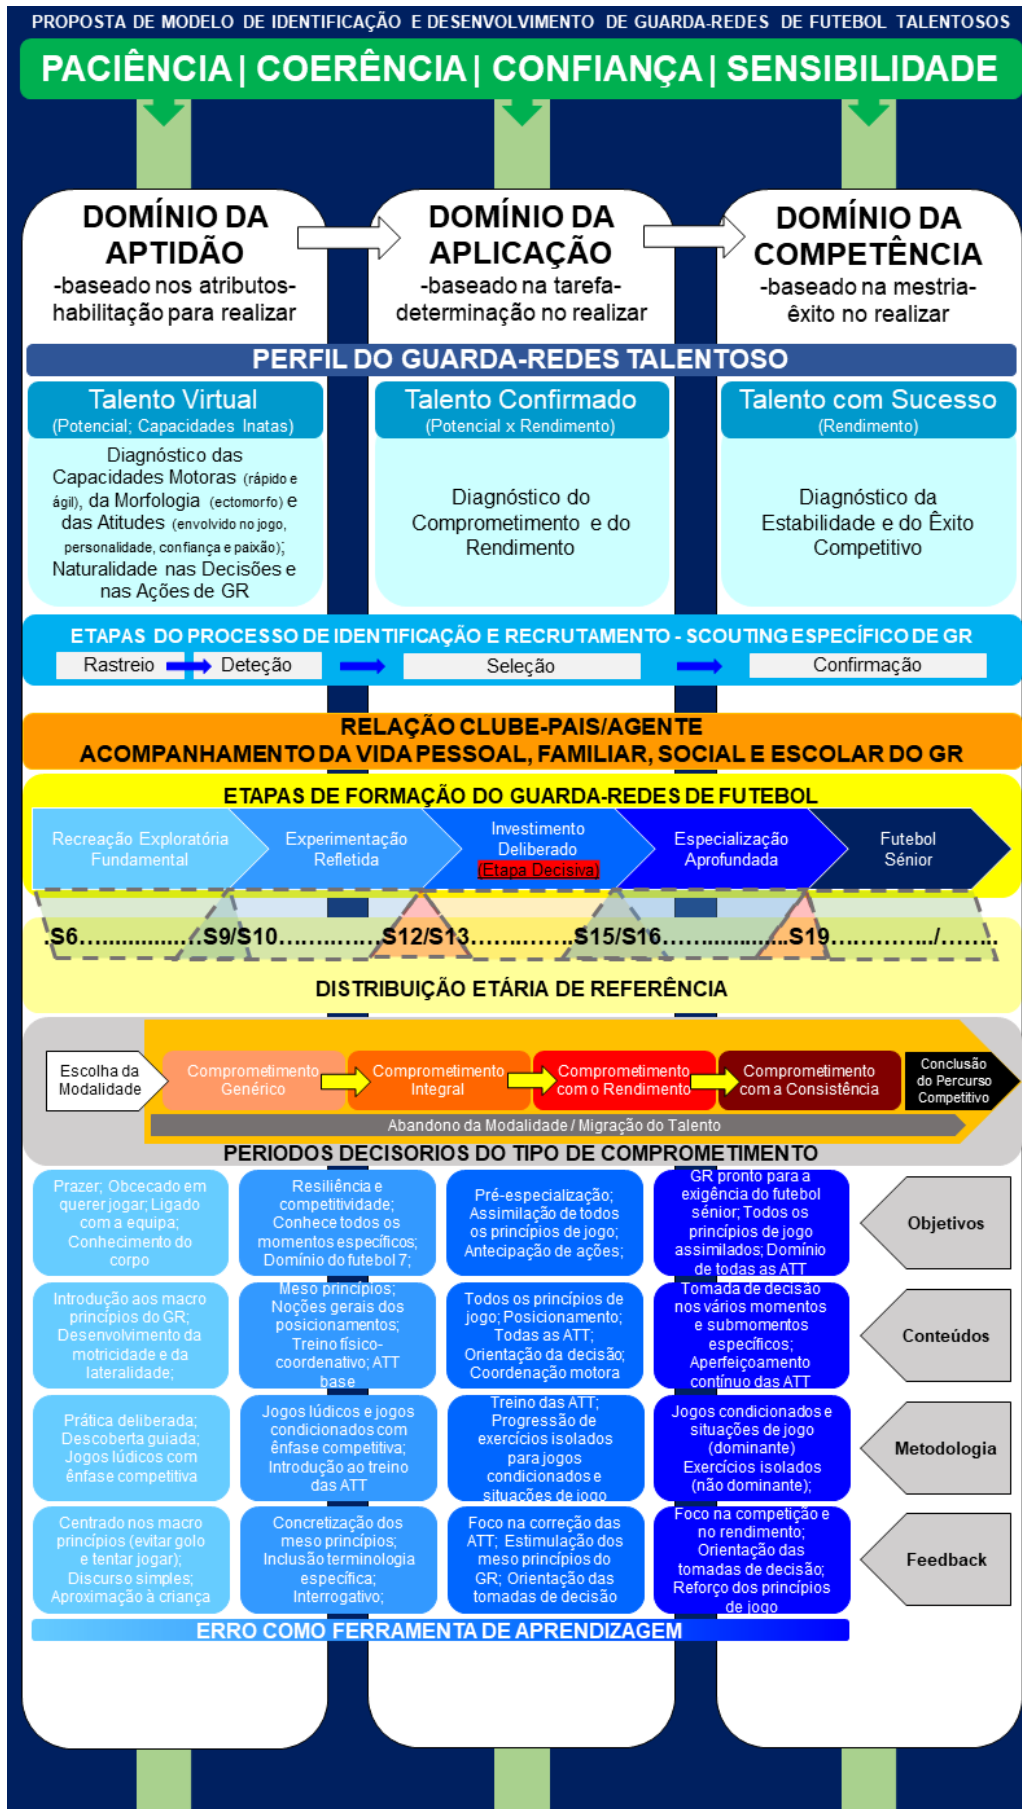 PROPOSTA DE MODELO DE IDENTIFICAÇÃO E DESENVOLVIMENTO DE GUARDA-REDES DE FUTEBOL TALENTOSOS
PACIÊNCIA | COERÊNCIA | CONFIANÇA | SENSIBILIDADE
DOMÍNIO DA
APTIDÃO
-baseado nos atributos-
habilitação para realizar
DOMÍNIO DA
APLICAÇÃO
-baseado na tarefa-
determinação no realizar
DOMÍNIO DA
COMPETÊNCIA
-baseado na mestria-
êxito no realizar
PERFIL DO GUARDA-REDES TALENTOSO
Talento Virtual
(Potencial; Capacidades Inatas)
Diagnóstico das
Capacidades Motoras (rápido e
ágil), da Morfologia (ectomorfo) e
das Atitudes (envolvido no jogo,
personalidade, confiança e paixão);
Naturalidade nas Decisões e
nas Ações de GR
Talento Confirmado
(Potencial x Rendimento)
Diagnóstico do
Comprometimento e do
Rendimento
Talento com Sucesso
(Rendimento)
Diagnóstico da
Estabilidade e do Êxito
Competitivo
ETAPAS DO PROCESSO DE IDENTIFICAÇÃO E RECRUTAMENTO - SCOUTING ESPECÍFICO DE GR
Rastreio Deteção Seleção Confirmação
RELAÇÃO CLUBE-PAIS/AGENTE
ACOMPANHAMENTO DA VIDA PESSOAL, FAMILIAR, SOCIAL E ESCOLAR DO GR
ETAPAS DE FORMAÇÃO DO GUARDA-REDES DE FUTEBOL
Recreação Exploratória
Fundamental
Experimentação
Refletida
Investimento
Deliberado
(Etapa Decisiva)
Especialização
Aprofundada
Futebol
Sénior
.S6....................S9/S10...................S12/S13...................S15/S16...................S19............../........
DISTRIBUIÇÃO ETÁRIA DE REFERÊNCIA
Escolha da
Modalidade
Comprometimento
Genérico
Comprometimento
Integral
Comprometimento
com o Rendimento
Comprometimento
com a Consistência
Conclusão
do Percurso
Competitivo
Abandono da Modalidade / Migração do Talento
PERIODOS DECISORIOS DO TIPO DE COMPROMETIMENTO
Prazer; Obcecado em
querer jogar; Ligado
com a equipa;
Conhecimento do
corpo
Resiliência e
competitividade;
Conhece todos os
momentos específicos;
Domínio do futebol 7;
Pré-especialização;
Assimilação de todos
os princípios de jogo;
Antecipação de ações;
GR pronto para a
exigência do futebol
sénior; Todos os
princípios de jogo
assimilados; Domínio
de todas as ATT
Objetivos
Introdução aos macro
princípios do GR;
Desenvolvimento da
motricidade e da
lateralidade;
Meso princípios;
Noções gerais dos
posicionamentos;
Treino físico-
coordenativo; ATT
base
Todos os princípios de
jogo; Posicionamento;
Todas as ATT;
Orientação da decisão;
Coordenação motora
Tomada de decisão
nos vários momentos
e submomentos
específicos;
Aperfeiçoamento
contínuo das ATT
Conteúdos
Prática deliberada;
Descoberta guiada;
Jogos lúdicos com
ênfase competitiva
Jogos lúdicos e jogos
condicionados com
ênfase competitiva;
Introdução ao treino
das ATT
Treino das ATT;
Progressão de
exercícios isolados
para jogos
condicionados e
situações de jogo
Jogos condicionados e
situações de jogo
(dominante)
Exercícios isolados
(não dominante);
Metodologia
Centrado nos macro
princípios (evitar golo
e tentar jogar);
Discurso simples;
Aproximação à criança
Concretização dos
meso princípios;
Inclusão terminologia
específica;
Interrogativo;
Foco na correção das
ATT; Estimulação dos
meso princípios do
GR; Orientação das
tomadas de decisão
Foco na competição e
no rendimento;
Orientação das
tomadas de decisão;
Reforço dos princípios
de jogo
Feedback
ERRO COMO FERRAMENTA DE APRENDIZAGEM